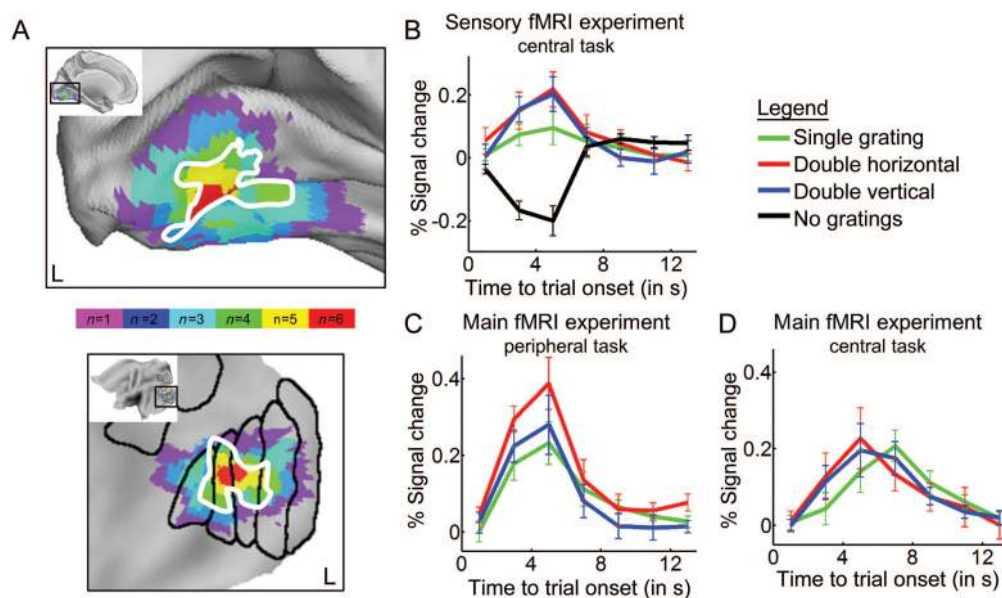 A
L
n=1 n=2 n=3 n=4 n=5 n=6
L
B
Sensory fMRI experiment
central task
% Signal change
0.2
0
-0.2
0 4 8 12
Time to trial onset (in s)
Legend
Single grating
Double horizontal
Double vertical
No gratings
C
Main fMRI experiment
peripheral task
% Signal change
0.4
0.2
0
0 4 8 12
Time to trial onset (in s)
D
Main fMRI experiment
central task
% Signal change
0.4
0.2
0
0 4 8 12
Time to trial onset (in s)